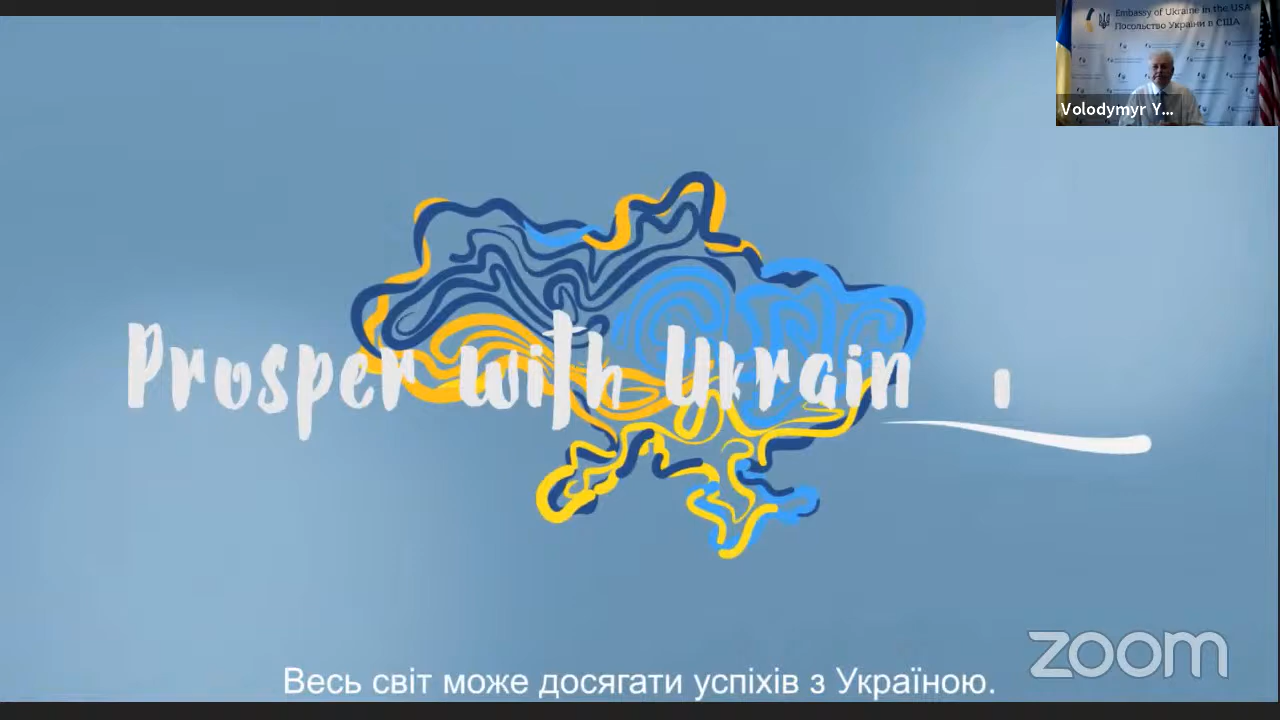 Embassy of Ukraine in the USA
Посольство України в США
Volodymyr Y...
Prosper with Ukrain
Весь світ може досягати успіхів з Україною.
zoom